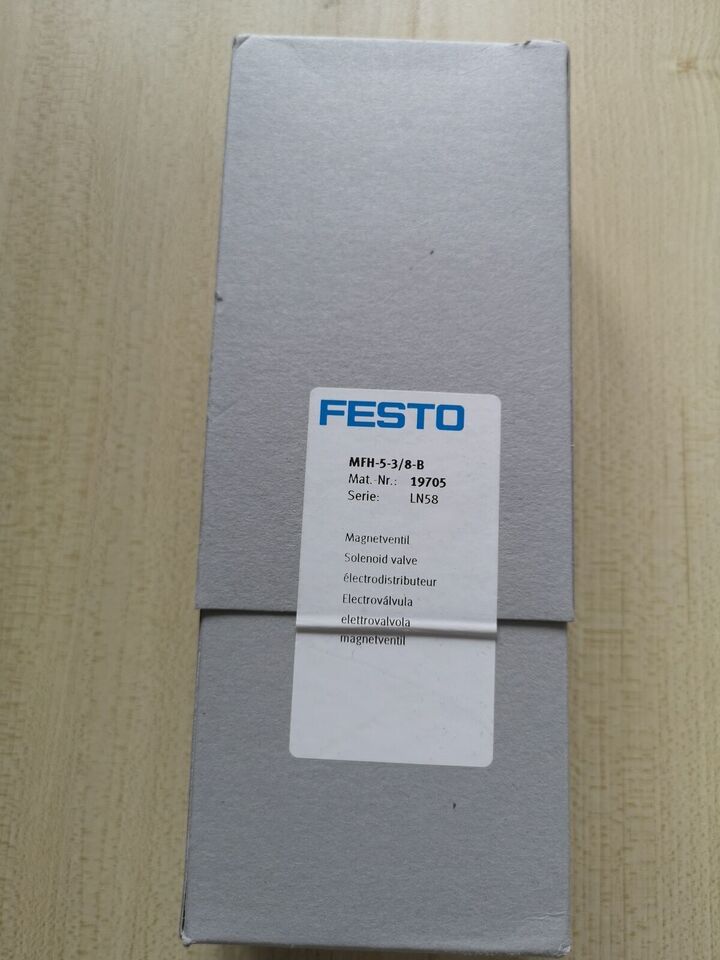 FESTO
MFH-5-3/8-B
Mat.-Nr.: 19705
Serie: LN58
Magnetventil
Solenoid valve
électrodistributeur
Electroválvula
elettrovalvola
magnetventil